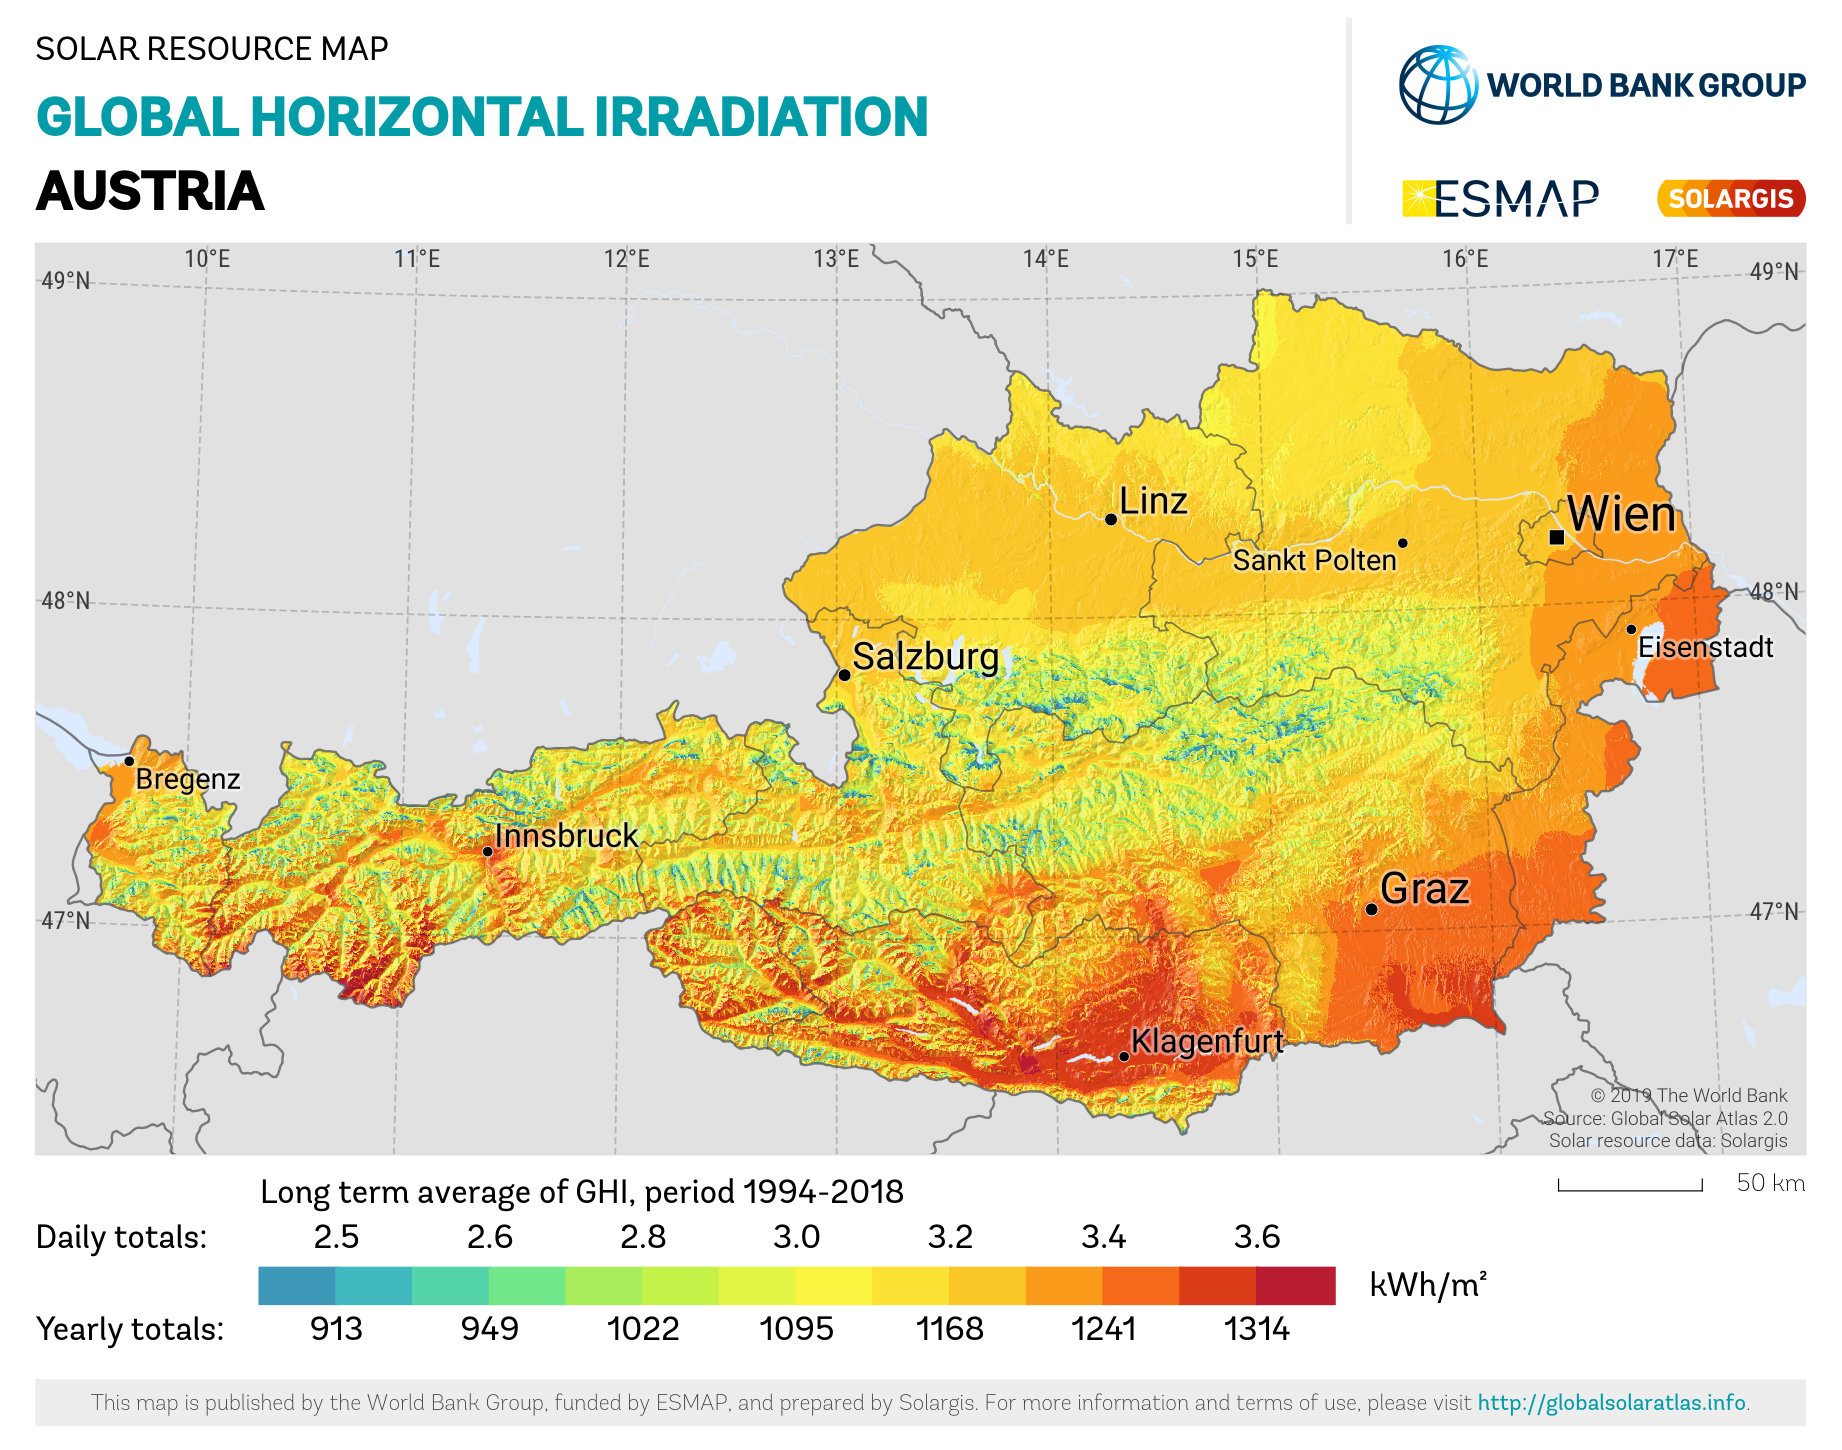 SOLAR RESOURCE MAP
GLOBAL HORIZONTAL IRRADIATION
AUSTRIA
WORLD BANK GROUP
ESMAP
SOLARGIS
10°E 11°E 12°E 13°E 14°E 15°E 16°E 17°E
49°N 49°N
Linz
Wien
Sankt Polten
48°N 48°N
Eisenstadt
Salzburg
Bregenz
Innsbruck
Graz
47°N 47°N
Klagenfurt
© 2019 The World Bank
Source: Global Solar Atlas 2.0
Solar resource data: Solargis
50 km
Long term average of GHI, period 1994-2018
Daily totals: 2.5 2.6 2.8 3.0 3.2 3.4 3.6
kWh/m²
Yearly totals: 913 949 1022 1095 1168 1241 1314
This map is published by the World Bank Group, funded by ESMAP, and prepared by Solargis. For more information and terms of use, please visit http://globalsolaratlas.info.